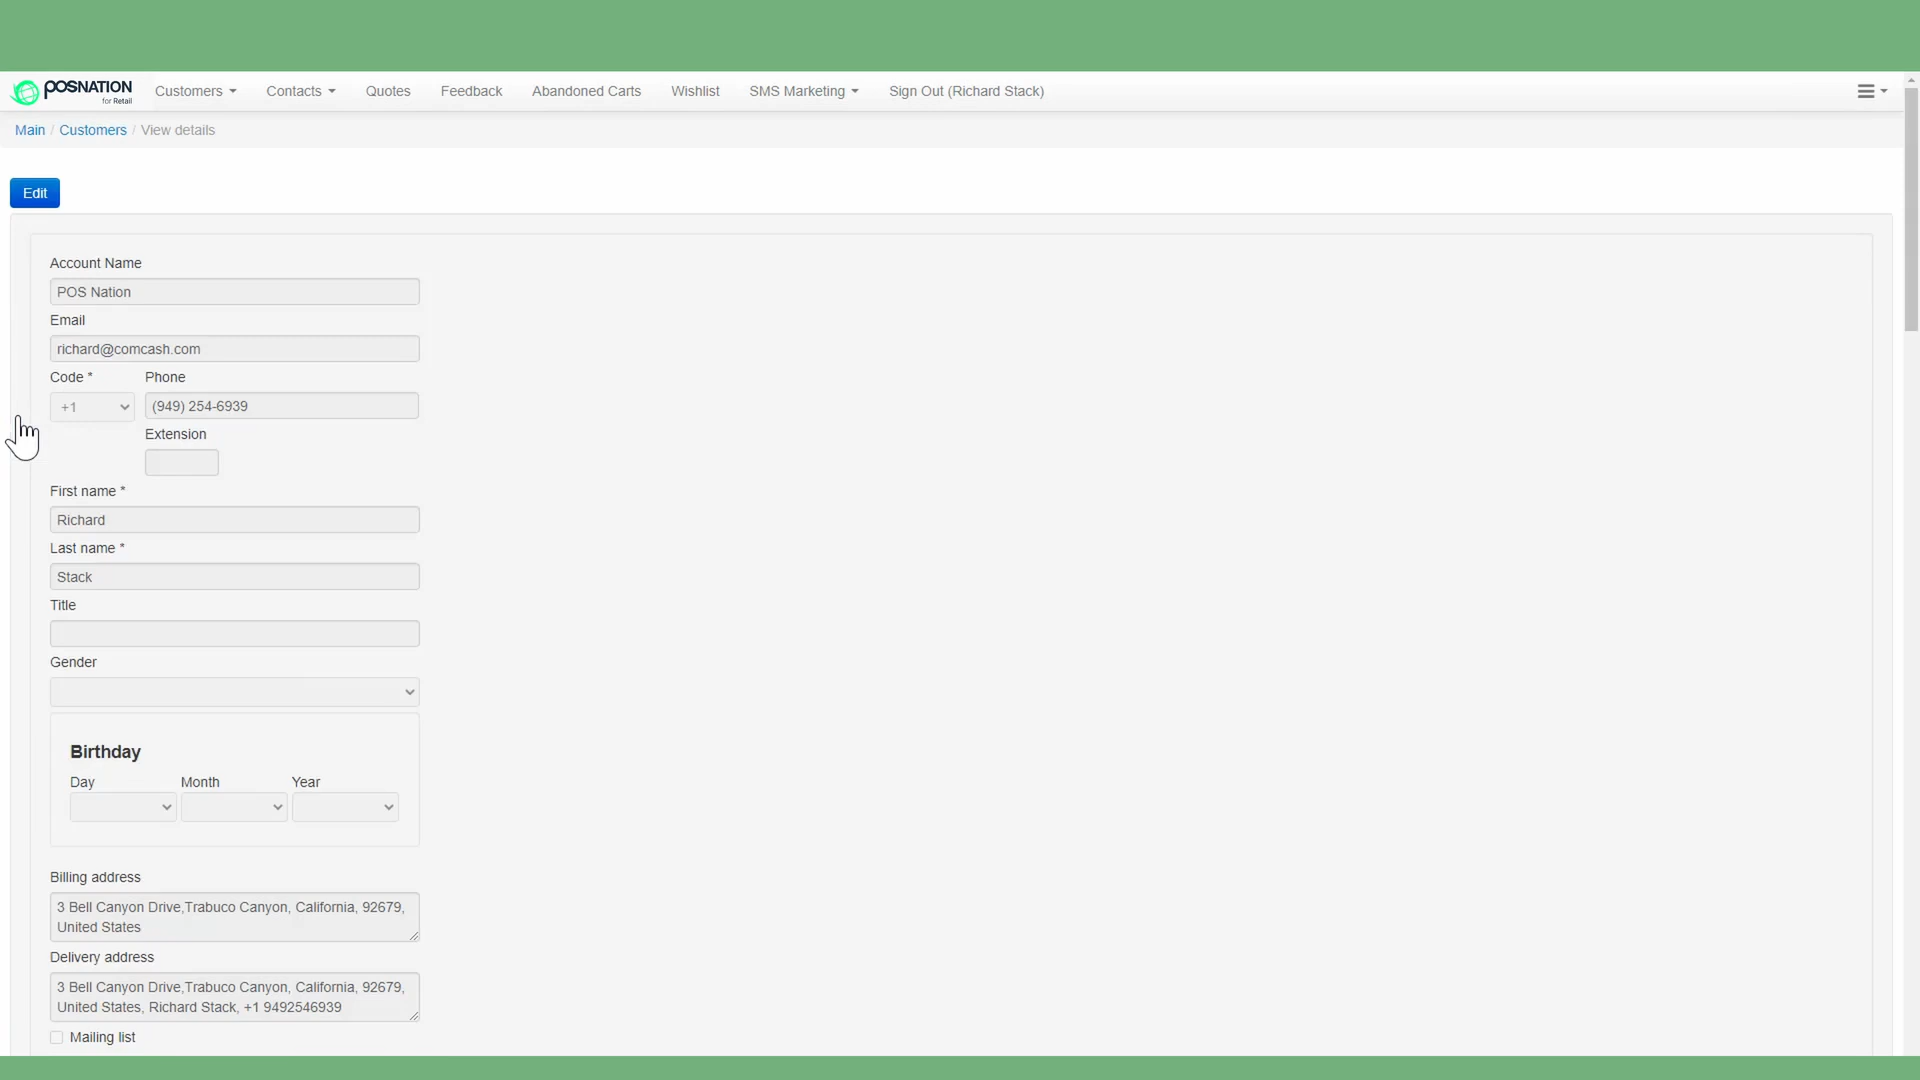 POSNATION
for Retail
Customers
Contacts
Quotes
Feedback
Abandoned Carts
Wishlist
SMS Marketing
Sign Out (Richard Stack)
Main / Customers / View details
Edit
Account Name
POS Nation
Email
richard@comcash.com
Code * Phone
+1 (949) 254-6939
Extension
First name *
Richard
Last name *
Stack
Title
Gender
Birthday
Day Month Year
Billing address
3 Bell Canyon Drive,Trabuco Canyon, California, 92679,
United States
Delivery address
3 Bell Canyon Drive,Trabuco Canyon, California, 92679,
United States, Richard Stack, +1 9492546939
Mailing list